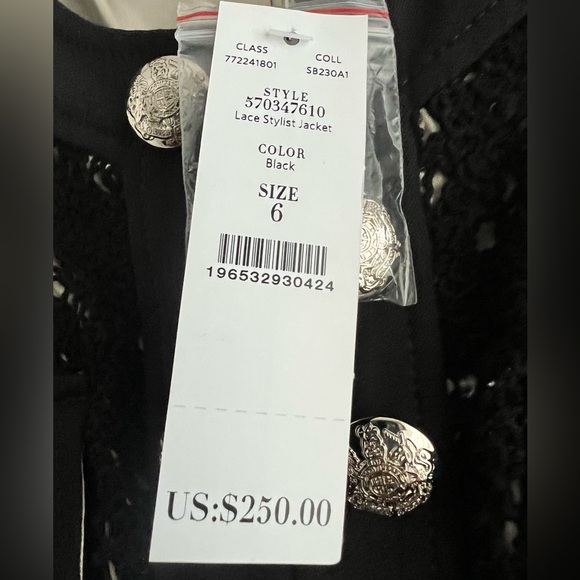 CLASS
772241801
COLL
SB230A1
STYLE
570347610
Lace Stylist Jacket
COLOR
Black
SIZE
6
196532930424
US:$250.00